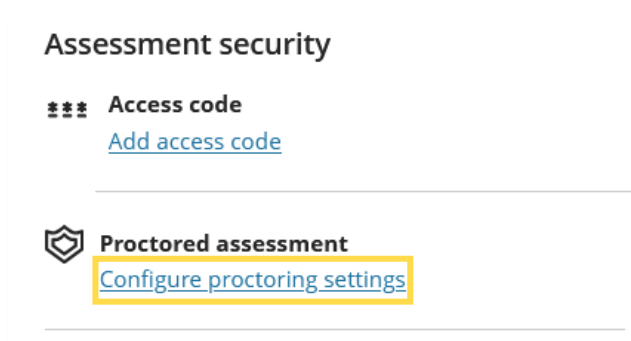 Assessment security
Access code
Add access code
Proctored assessment
Configure proctoring settings